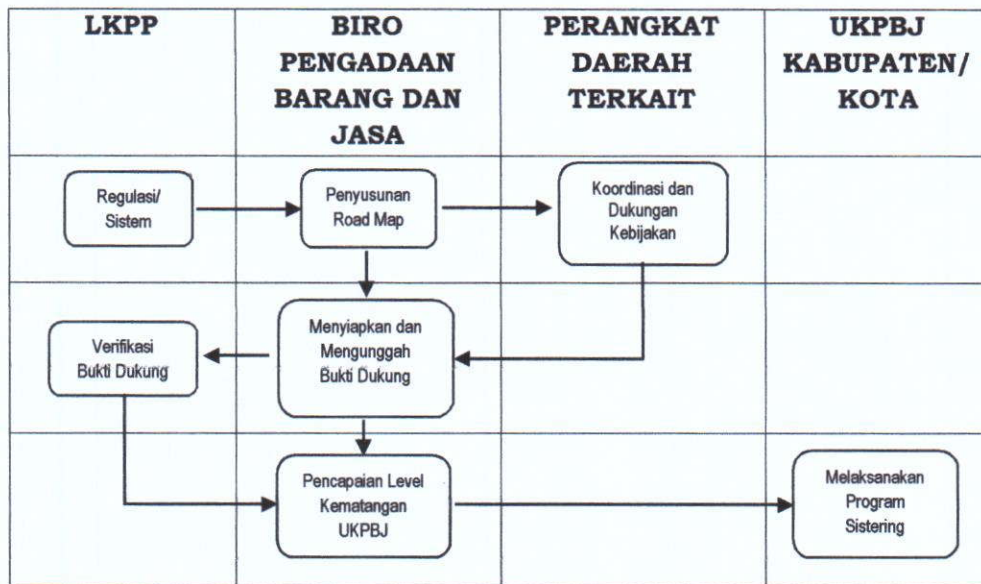 LKPP
BIRO
PENGADAAN
BARANG DAN
JASA
PERANGKAT
DAERAH
TERKAIT
UKPBJ
KABUPATEN/
KOTA
Regulasi/
Sistem
Penyusunan
Road Map
Koordinasi dan
Dukungan
Kebijakan
Verifikasi
Bukti Dukung
Menyiapkan dan
Mengunggah
Bukti Dukung
Pencapaian Level
Kematangan
UKPBJ
Melaksanakan
Program
Sistering